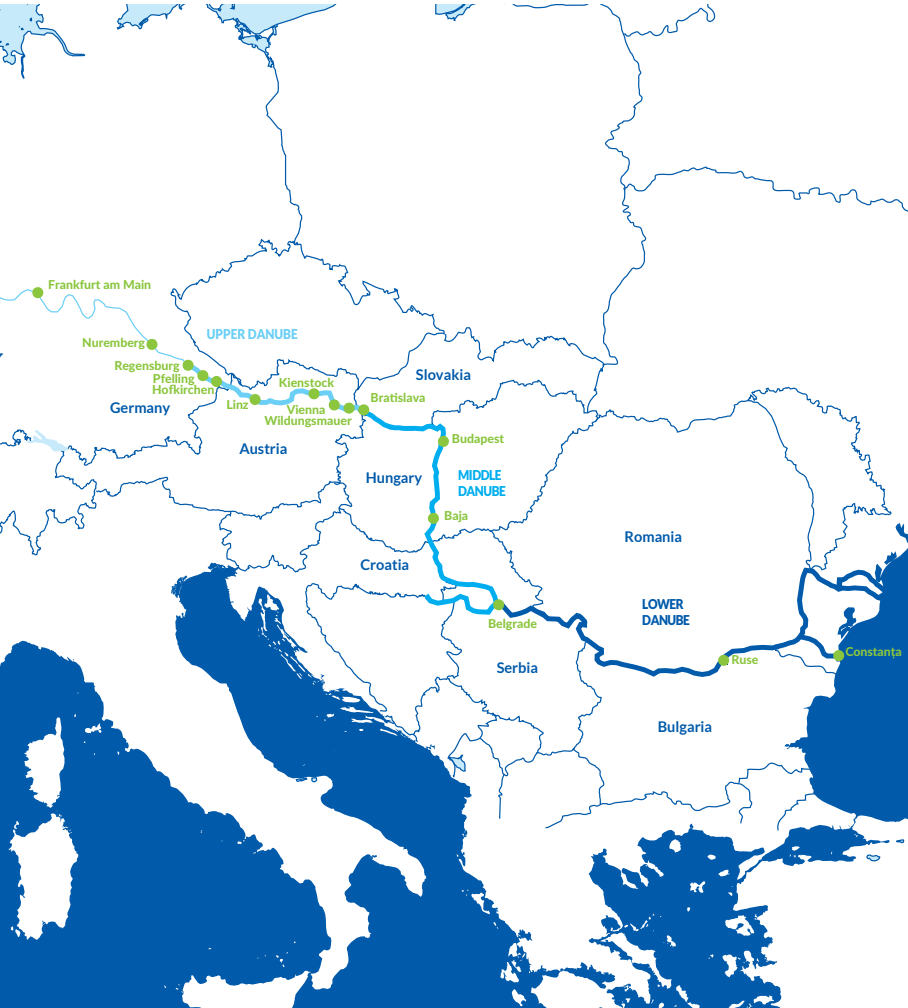 Frankfurt am Main
UPPER DANUBE
Nuremberg
Regensburg
Pfelling
Hofkirchen
Germany
Linz
Kienstock
Vienna
Wildungsmauer
Bratislava
Slovakia
Austria
Budapest
Hungary
MIDDLE
DANUBE
Baja
Croatia
Romania
LOWER
DANUBE
Belgrade
Serbia
Ruse
Constanța
Bulgaria